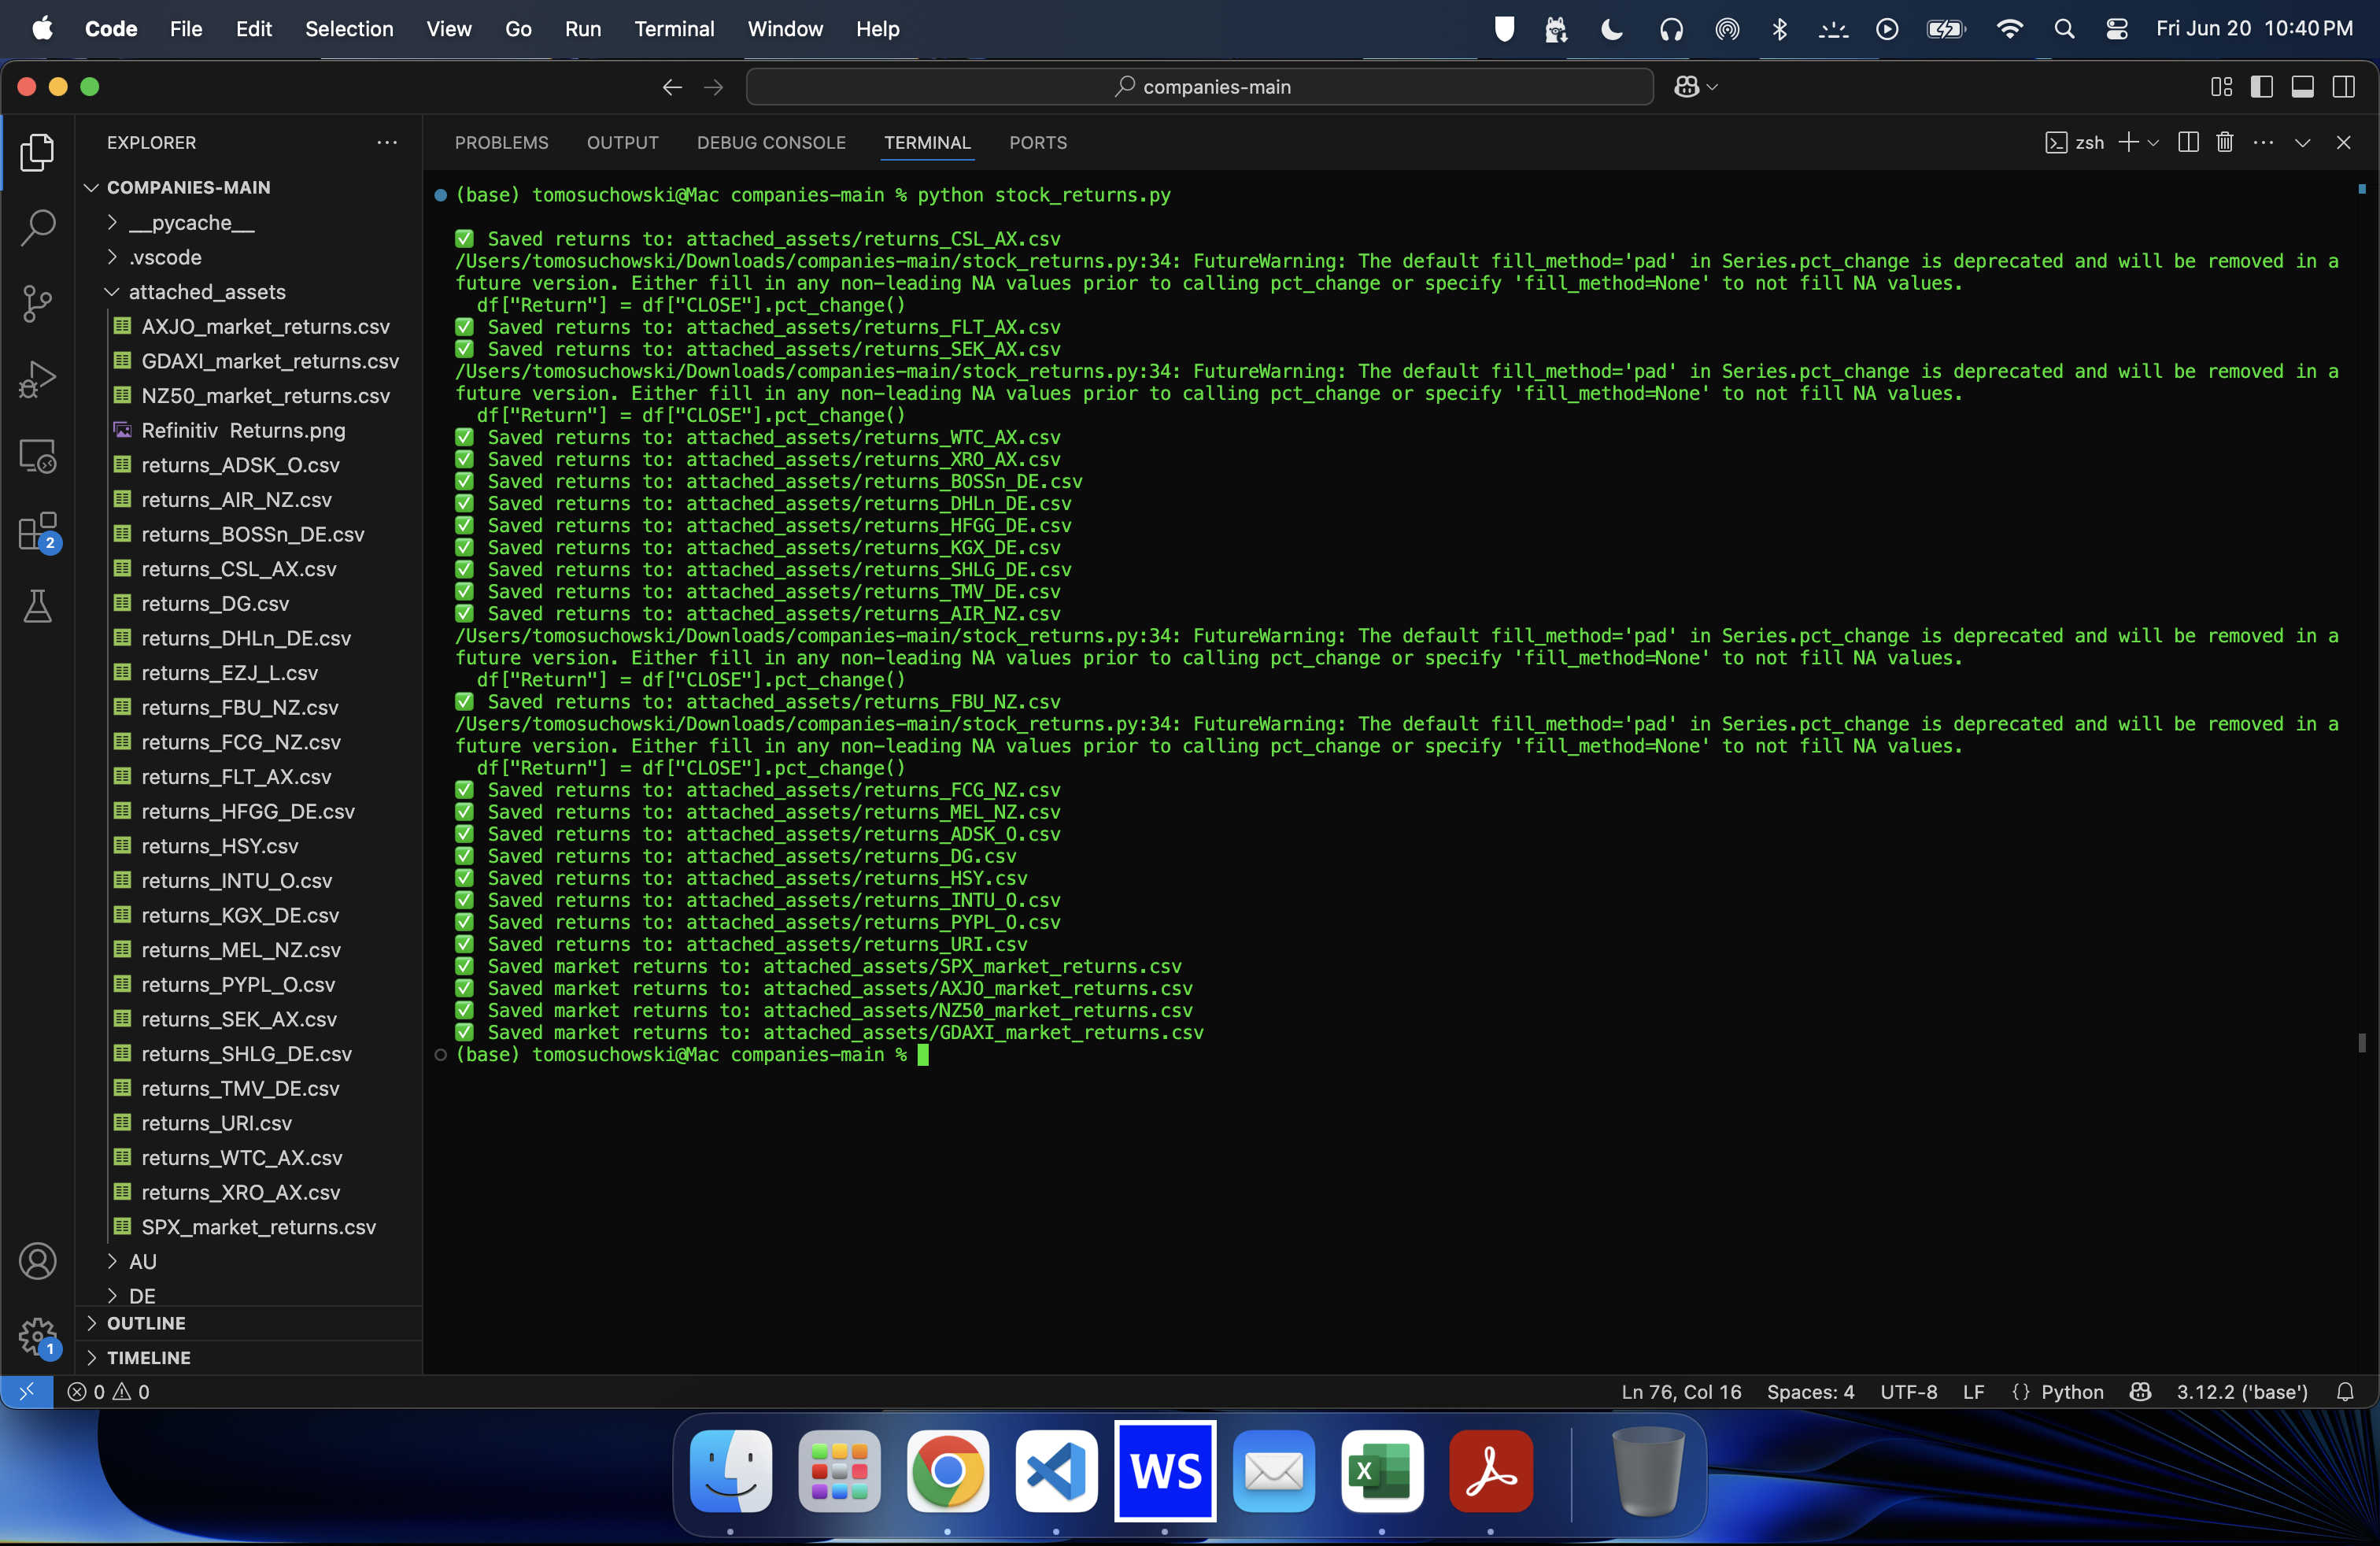 Code File Edit Selection View Go Run Terminal Window Help Fri Jun 20 10:40 PM
companies-main
EXPLORER
COMPANIES-MAIN
__pycache__
.vscode
attached_assets
AXJO_market_returns.csv
GDAXI_market_returns.csv
NZ50_market_returns.csv
Refinitiv Returns.png
returns_ADSK_O.csv
returns_AIR_NZ.csv
returns_BOSSn_DE.csv
returns_CSL_AX.csv
returns_DG.csv
returns_DHLn_DE.csv
returns_EZJ_L.csv
returns_FBU_NZ.csv
returns_FCG_NZ.csv
returns_FLT_AX.csv
returns_HFGG_DE.csv
returns_HSY.csv
returns_INTU_O.csv
returns_KGX_DE.csv
returns_MEL_NZ.csv
returns_PYPL_O.csv
returns_SEK_AX.csv
returns_SHLG_DE.csv
returns_TMV_DE.csv
returns_URI.csv
returns_WTC_AX.csv
returns_XRO_AX.csv
SPX_market_returns.csv
AU
DE
OUTLINE
TIMELINE
2
1
PROBLEMS OUTPUT DEBUG CONSOLE TERMINAL PORTS zsh
(base) tomosuchowski@Mac companies-main % python stock_returns.py
✅ Saved returns to: attached_assets/returns_CSL_AX.csv
/Users/tomosuchowski/Downloads/companies-main/stock_returns.py:34: FutureWarning: The default fill_method='pad' in Series.pct_change is deprecated and will be removed in a
future version. Either fill in any non-leading NA values prior to calling pct_change or specify 'fill_method=None' to not fill NA values.
df["Return"] = df["CLOSE"].pct_change()
✅ Saved returns to: attached_assets/returns_FLT_AX.csv
✅ Saved returns to: attached_assets/returns_SEK_AX.csv
/Users/tomosuchowski/Downloads/companies-main/stock_returns.py:34: FutureWarning: The default fill_method='pad' in Series.pct_change is deprecated and will be removed in a
future version. Either fill in any non-leading NA values prior to calling pct_change or specify 'fill_method=None' to not fill NA values.
df["Return"] = df["CLOSE"].pct_change()
✅ Saved returns to: attached_assets/returns_WTC_AX.csv
✅ Saved returns to: attached_assets/returns_XRO_AX.csv
✅ Saved returns to: attached_assets/returns_BOSSn_DE.csv
✅ Saved returns to: attached_assets/returns_DHLn_DE.csv
✅ Saved returns to: attached_assets/returns_HFGG_DE.csv
✅ Saved returns to: attached_assets/returns_KGX_DE.csv
✅ Saved returns to: attached_assets/returns_SHLG_DE.csv
✅ Saved returns to: attached_assets/returns_TMV_DE.csv
✅ Saved returns to: attached_assets/returns_AIR_NZ.csv
/Users/tomosuchowski/Downloads/companies-main/stock_returns.py:34: FutureWarning: The default fill_method='pad' in Series.pct_change is deprecated and will be removed in a
future version. Either fill in any non-leading NA values prior to calling pct_change or specify 'fill_method=None' to not fill NA values.
df["Return"] = df["CLOSE"].pct_change()
✅ Saved returns to: attached_assets/returns_FBU_NZ.csv
/Users/tomosuchowski/Downloads/companies-main/stock_returns.py:34: FutureWarning: The default fill_method='pad' in Series.pct_change is deprecated and will be removed in a
future version. Either fill in any non-leading NA values prior to calling pct_change or specify 'fill_method=None' to not fill NA values.
df["Return"] = df["CLOSE"].pct_change()
✅ Saved returns to: attached_assets/returns_FCG_NZ.csv
✅ Saved returns to: attached_assets/returns_MEL_NZ.csv
✅ Saved returns to: attached_assets/returns_ADSK_O.csv
✅ Saved returns to: attached_assets/returns_DG.csv
✅ Saved returns to: attached_assets/returns_HSY.csv
✅ Saved returns to: attached_assets/returns_INTU_O.csv
✅ Saved returns to: attached_assets/returns_PYPL_O.csv
✅ Saved returns to: attached_assets/returns_URI.csv
✅ Saved market returns to: attached_assets/SPX_market_returns.csv
✅ Saved market returns to: attached_assets/AXJO_market_returns.csv
✅ Saved market returns to: attached_assets/NZ50_market_returns.csv
✅ Saved market returns to: attached_assets/GDAXI_market_returns.csv
(base) tomosuchowski@Mac companies-main %
0 0 Ln 76, Col 16 Spaces: 4 UTF-8 LF {} Python 3.12.2 ('base')
WS X